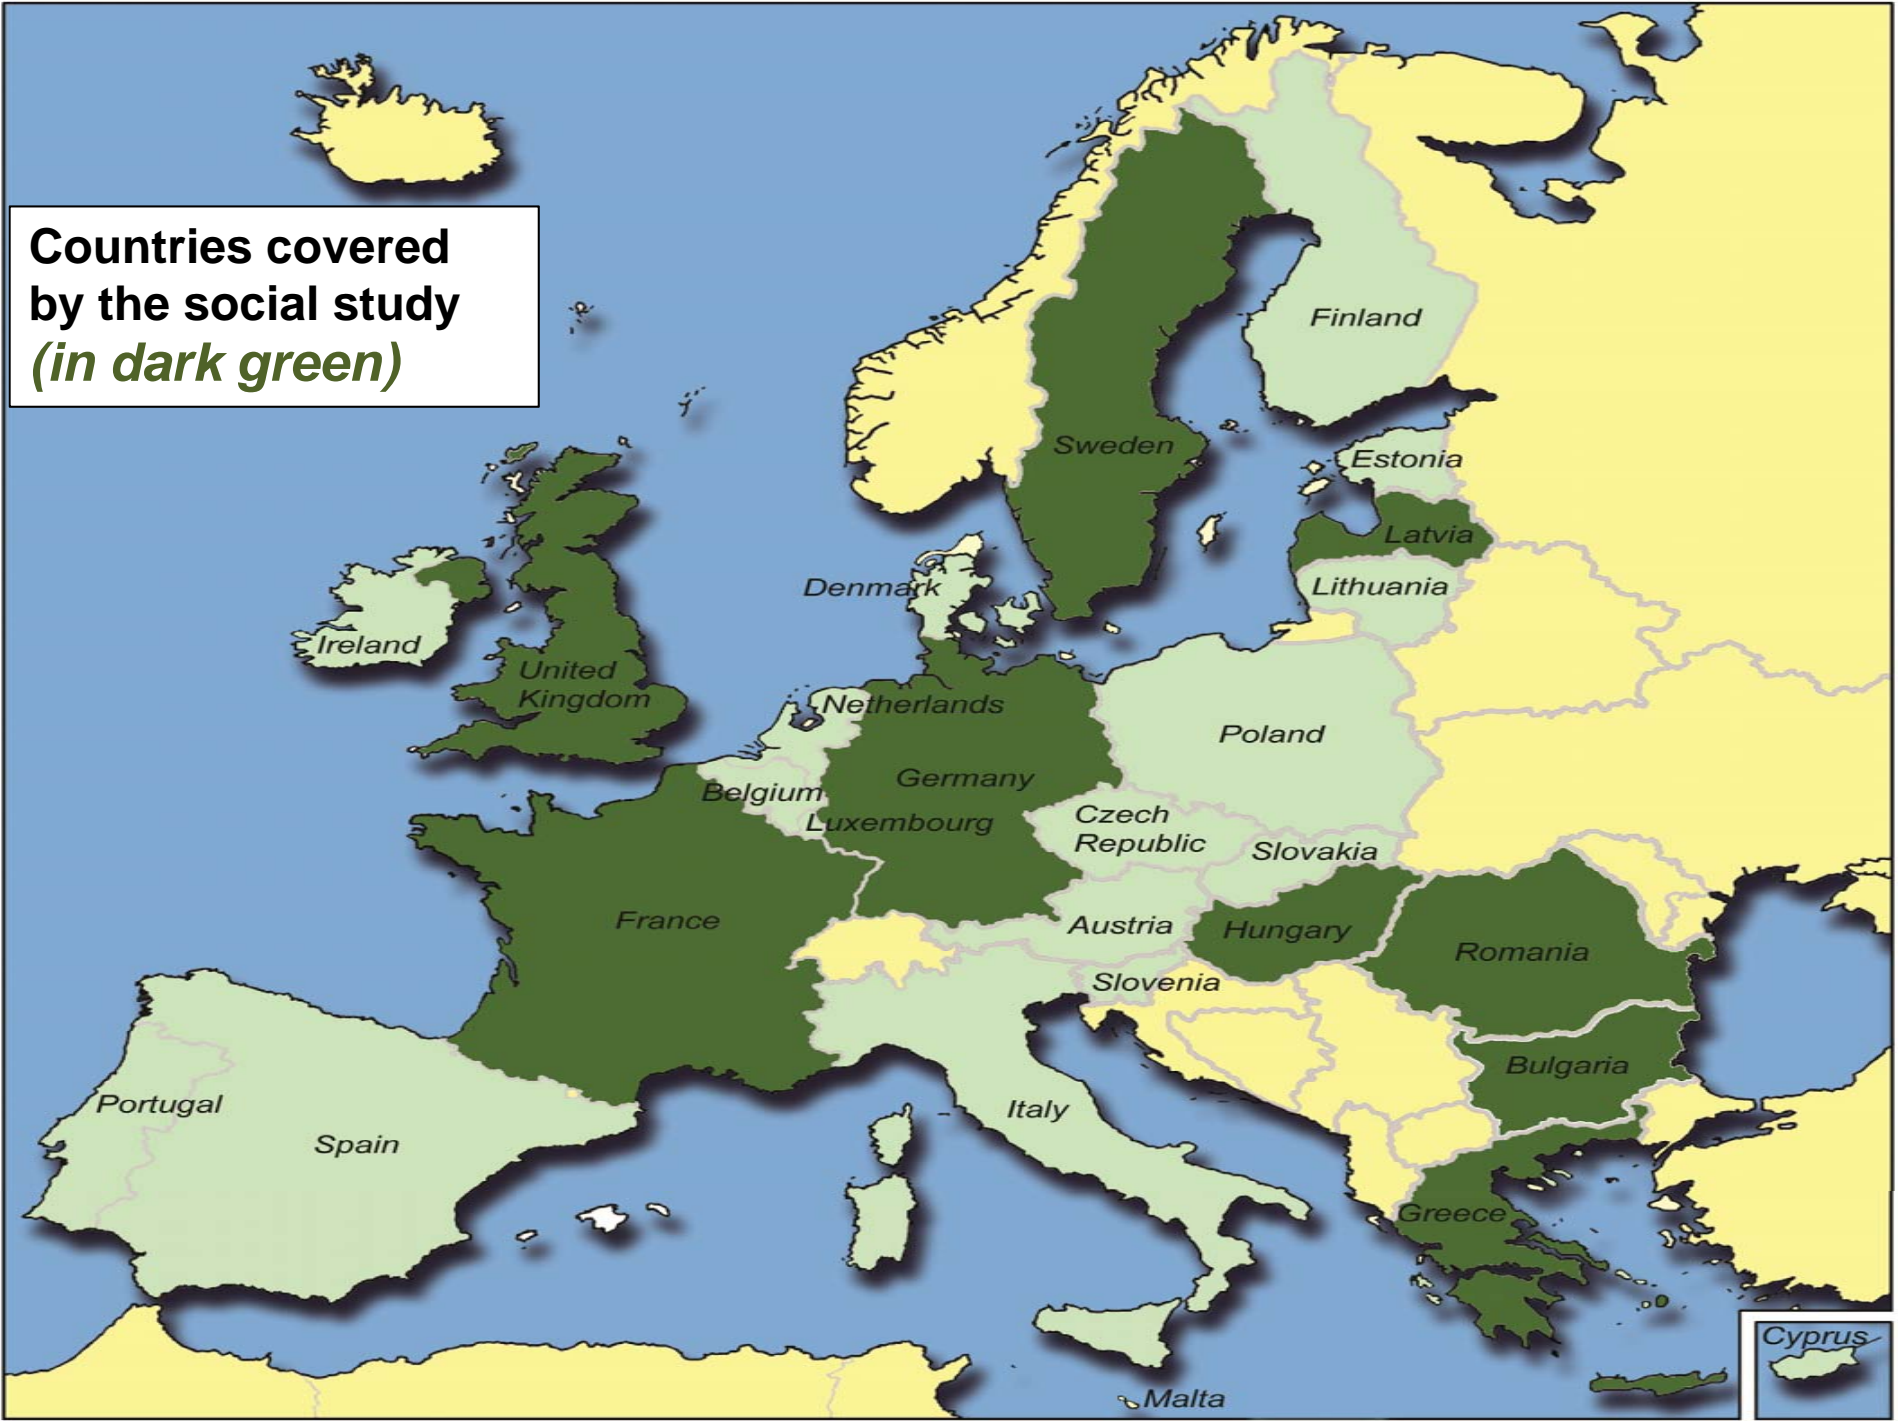 Countries covered
by the social study
(in dark green)
Finland
Sweden
Estonia
Latvia
Denmark
Lithuania
Ireland
United
Kingdom
Netherlands
Poland
Germany
Belgium
Luxembourg
Czech
Republic
Slovakia
France
Austria
Hungary
Romania
Slovenia
Bulgaria
Portugal
Spain
Italy
Greece
Cyprus
Malta